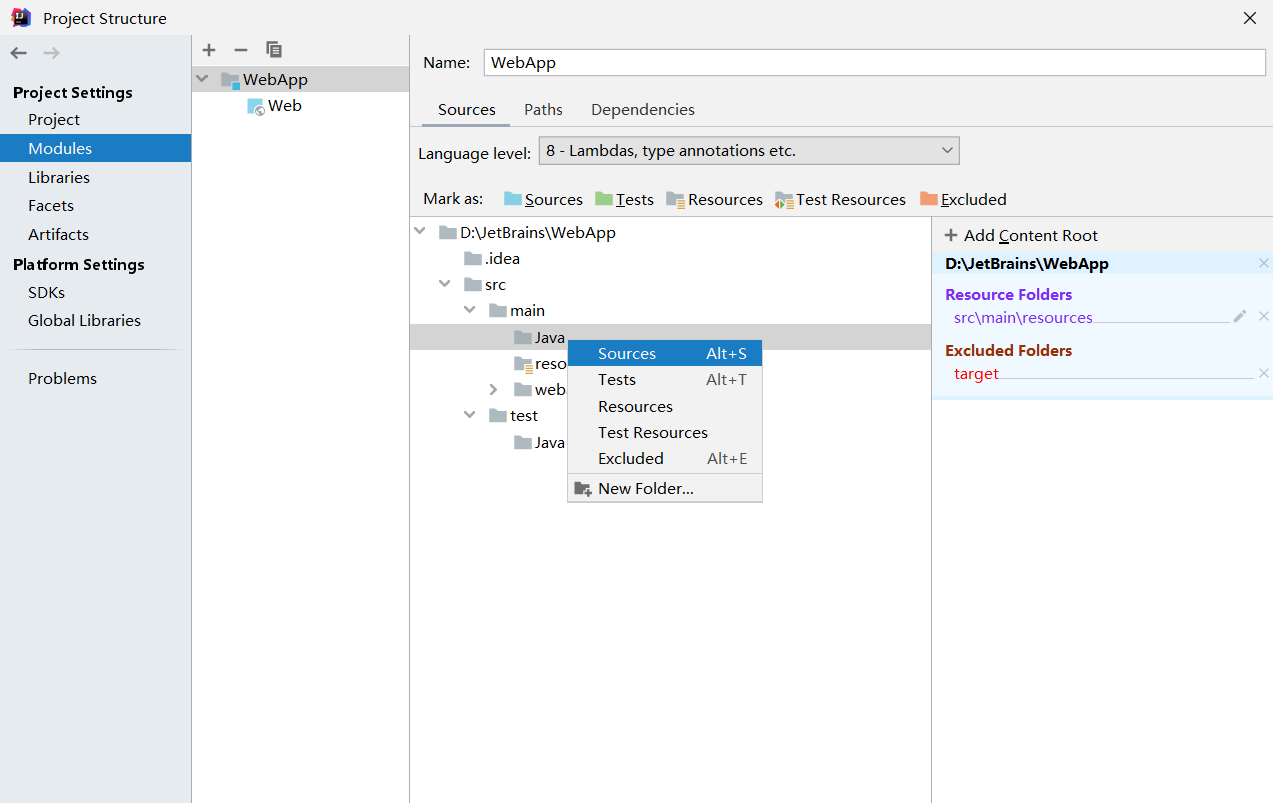 Project Structure
Project Settings
Project
Modules
Libraries
Facets
Artifacts
Platform Settings
SDKs
Global Libraries
Problems
WebApp
Web
Name: WebApp
Sources Paths Dependencies
Language level: 8 - Lambdas, type annotations etc.
Mark as: Sources Tests Resources Test Resources Excluded
D:\JetBrains\WebApp
.idea
src
main
Java
reso
web
test
Java
Sources Alt+S
Tests Alt+T
Resources
Test Resources
Excluded Alt+E
New Folder...
Add Content Root
D:\JetBrains\WebApp
Resource Folders
src\main\resources
Excluded Folders
target